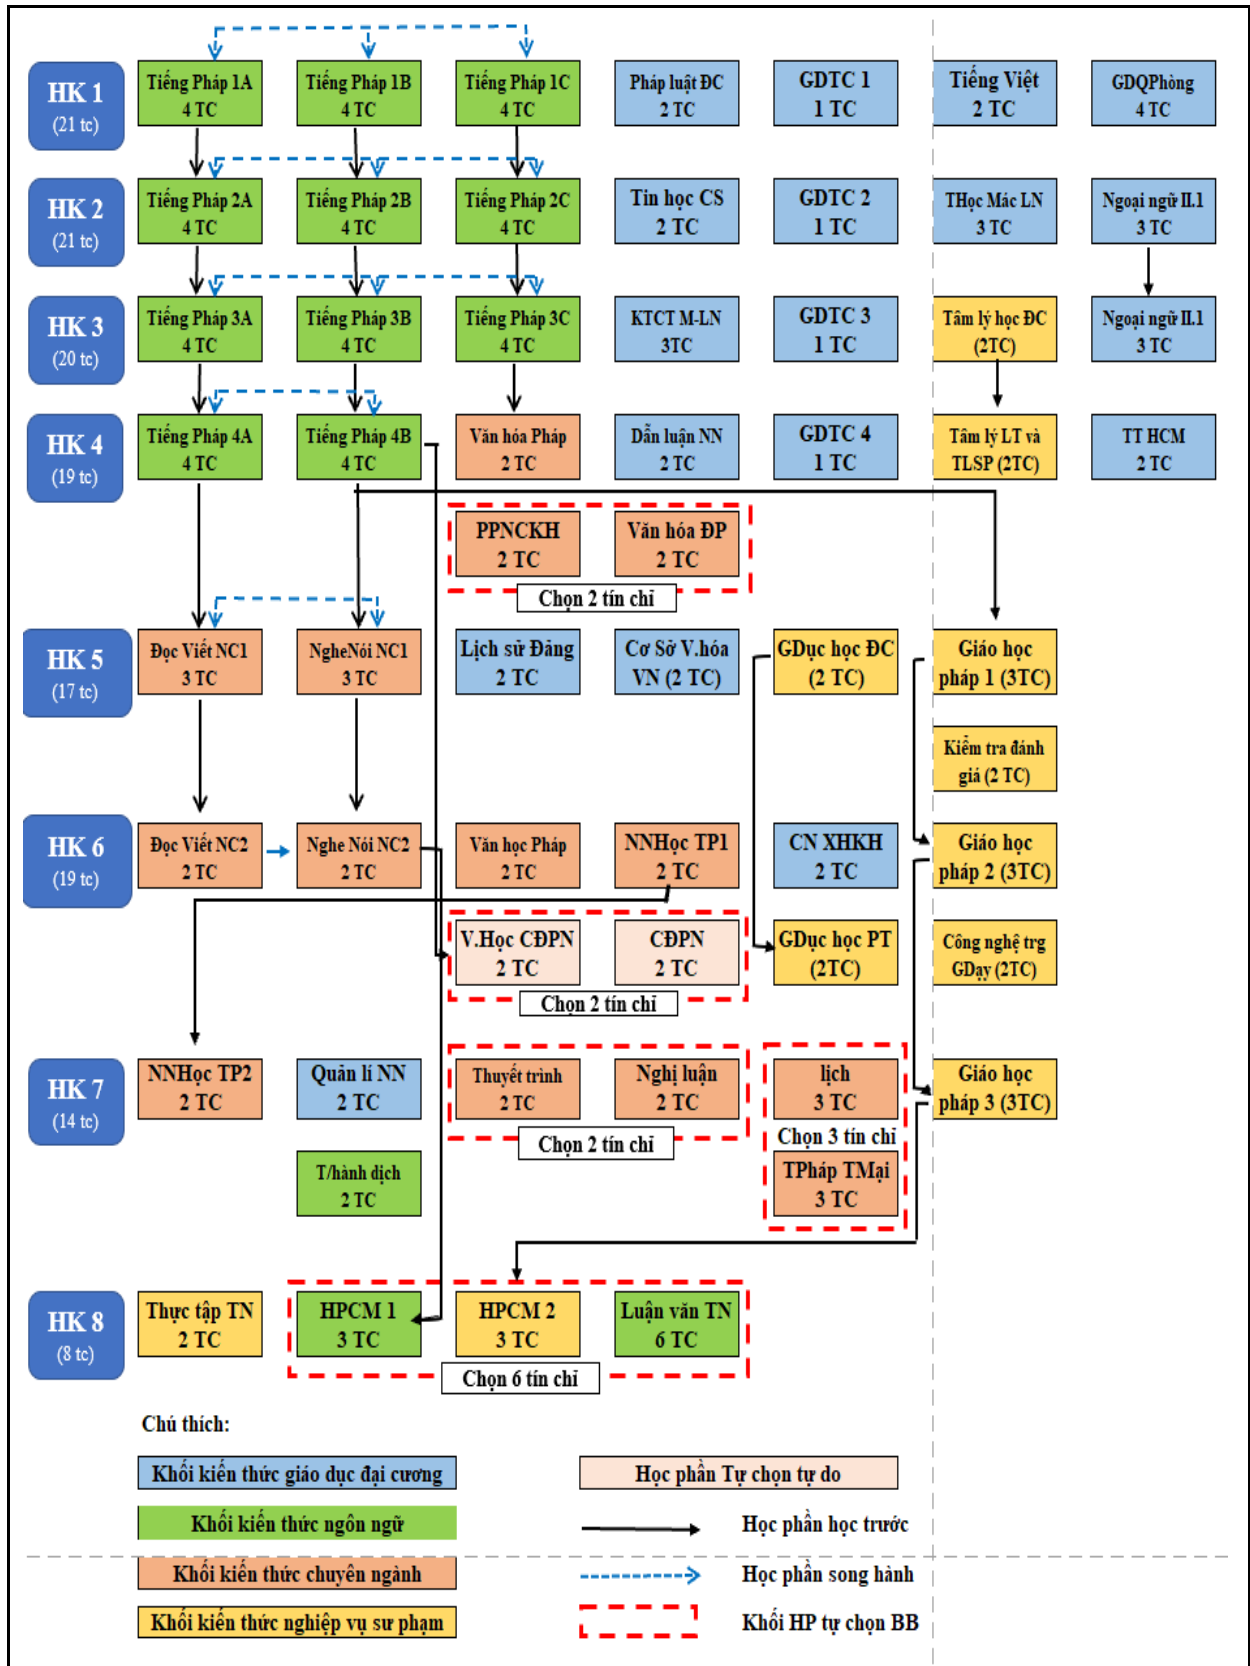 HK 1
(21 tc)
Tiếng Pháp 1A
4 TC
Tiếng Pháp 1B
4 TC
Tiếng Pháp 1C
4 TC
Pháp luật ĐC
2 TC
GDTC 1
1 TC
Tiếng Việt
2 TC
GDQPhòng
4 TC
HK 2
(21 tc)
Tiếng Pháp 2A
4 TC
Tiếng Pháp 2B
4 TC
Tiếng Pháp 2C
4 TC
Tin học CS
2 TC
GDTC 2
1 TC
THọc Mác LN
3 TC
Ngoại ngữ II.1
3 TC
HK 3
(20 tc)
Tiếng Pháp 3A
4 TC
Tiếng Pháp 3B
4 TC
Tiếng Pháp 3C
4 TC
KTCT M-LN
3TC
GDTC 3
1 TC
Tâm lý học ĐC
(2TC)
Ngoại ngữ II.1
3 TC
HK 4
(19 tc)
Tiếng Pháp 4A
4 TC
Tiếng Pháp 4B
4 TC
Văn hóa Pháp
2 TC
Dẫn luận NN
2 TC
GDTC 4
1 TC
Tâm lý LT và
TLSP (2TC)
TT HCM
2 TC
PPNCKH
2 TC
Văn hóa ĐP
2 TC
Chọn 2 tín chỉ
HK 5
(17 tc)
Đọc Viết NC1
3 TC
NgheNói NC1
3 TC
Lịch sử Đảng
2 TC
Cơ Sở V.hóa
VN (2 TC)
GDục học ĐC
(2 TC)
Giáo học
pháp 1 (3TC)
Kiểm tra đánh
giá (2 TC)
HK 6
(19 tc)
Đọc Viết NC2
2 TC
Nghe Nói NC2
2 TC
Văn học Pháp
2 TC
NNHọc TP1
2 TC
CN XHKH
2 TC
Giáo học
pháp 2 (3TC)
V.Học CĐPN
2 TC
CĐPN
2 TC
Chọn 2 tín chỉ
GDục học PT
(2TC)
Công nghệ trg
GDạy (2TC)
HK 7
(14 tc)
NNHọc TP2
2 TC
Quản lí NN
2 TC
Thuyết trình
2 TC
Nghị luận
2 TC
Chọn 2 tín chỉ
lịch
3 TC
Chọn 3 tín chỉ
TPháp TMại
3 TC
Giáo học
pháp 3 (3TC)
T/hành dịch
2 TC
HK 8
(8 tc)
Thực tập TN
2 TC
HPCM 1
3 TC
HPCM 2
3 TC
Luận văn TN
6 TC
Chọn 6 tín chỉ
Chú thích:
Khối kiến thức giáo dục đại cương
Học phần Tự chọn tự do
Khối kiến thức ngôn ngữ
Học phần học trước
Khối kiến thức chuyên ngành
Học phần song hành
Khối kiến thức nghiệp vụ sư phạm
Khối HP tự chọn BB